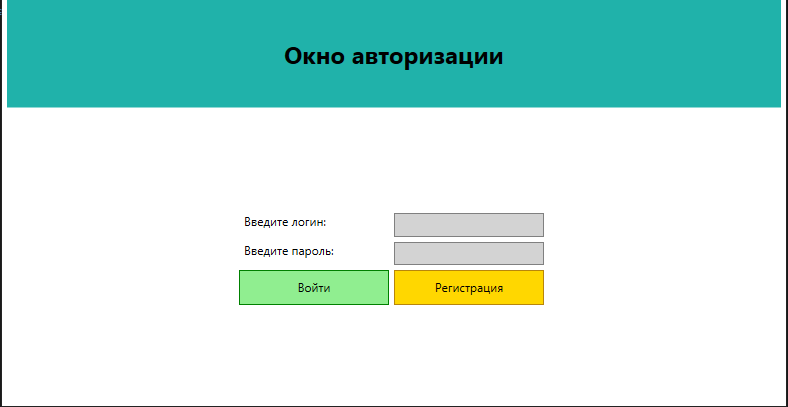 Окно авторизации
Введите логин:
Введите пароль:
Войти Регистрация